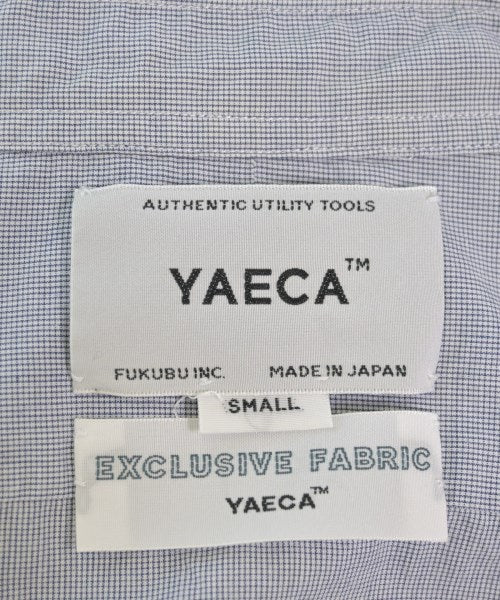 AUTHENTIC UTILITY TOOLS
YAECA™
FUKUBU INC. MADE IN JAPAN
SMALL
EXCLUSIVE FABRIC
YAECA™